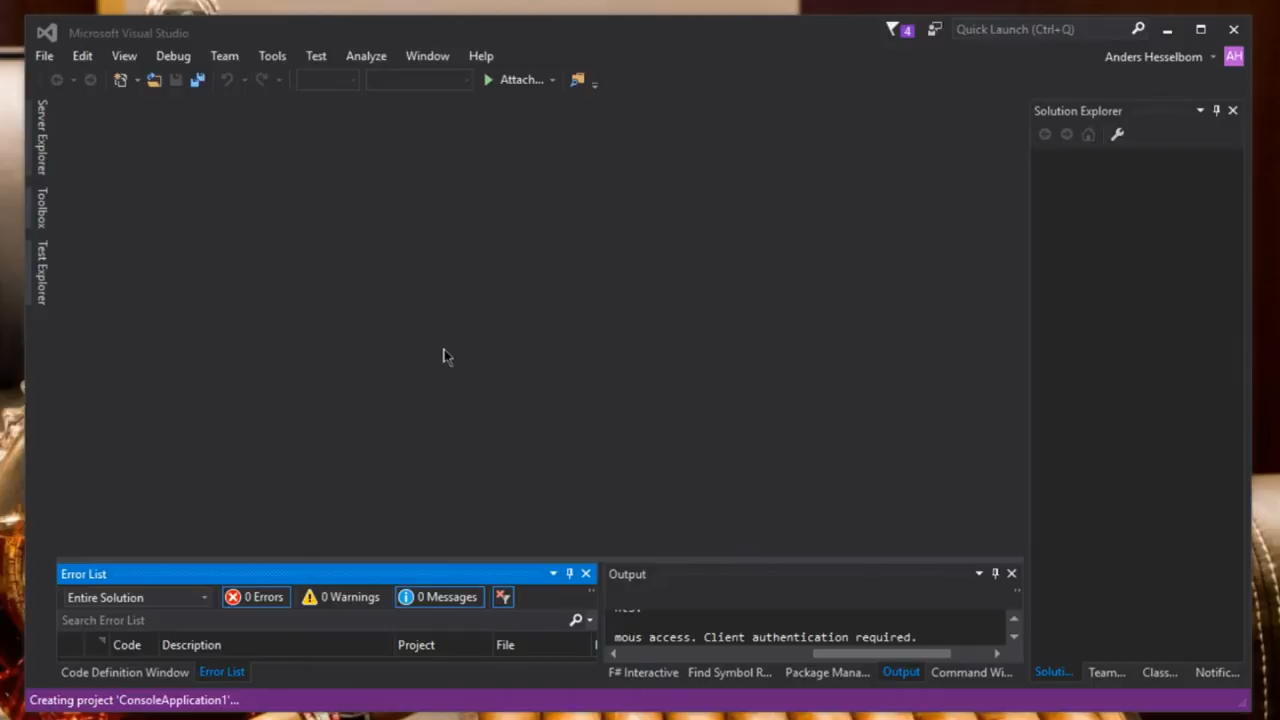 Microsoft Visual Studio
4
Quick Launch (Ctrl+Q)
File Edit View Debug Team Tools Test Analyze Window Help
Anders Hesselbom AH
Attach...
Server Explorer
Toolbox
Test Explorer
Solution Explorer
Error List
Entire Solution 0 Errors 0 Warnings 0 Messages
Search Error List
Code Description Project File
Code Definition Window Error List
Output
mous access. Client authentication required.
F# Interactive Find Symbol R... Package Mana... Output Command Wi...
Soluti... Team... Class... Notific...
Creating project 'ConsoleApplication1'...